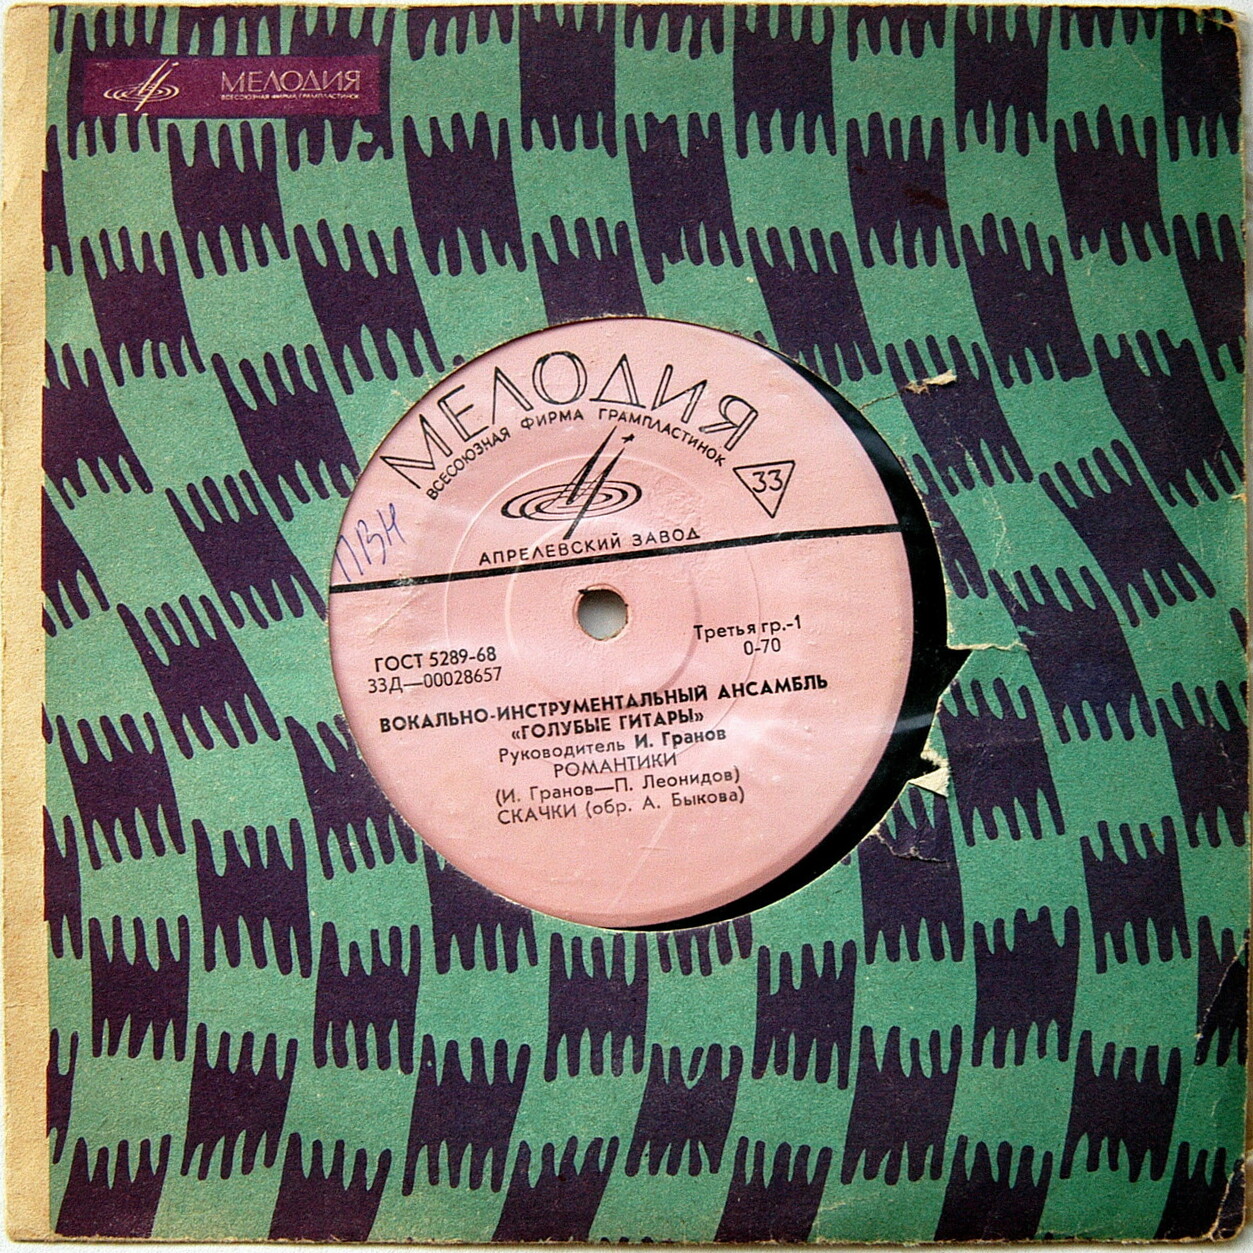 МЕЛОДИЯ
ВСЕСОЮЗНАЯ ФИРМА ГРАМПЛАСТИНОК
МЕЛОДИЯ
ВСЕСОЮЗНАЯ ФИРМА ГРАМПЛАСТИНОК
33
АПРЕЛЕВСКИЙ ЗАВОД
ГОСТ 5289-68
33Д—00028657
Третья гр.-1
0-70
ВОКАЛЬНО-ИНСТРУМЕНТАЛЬНЫЙ АНСАМБЛЬ
«ГОЛУБЫЕ ГИТАРЫ»
Руководитель И. Гранов
РОМАНТИКИ
(И. Гранов—П. Леонидов)
СКАЧКИ (обр. А. Быкова)